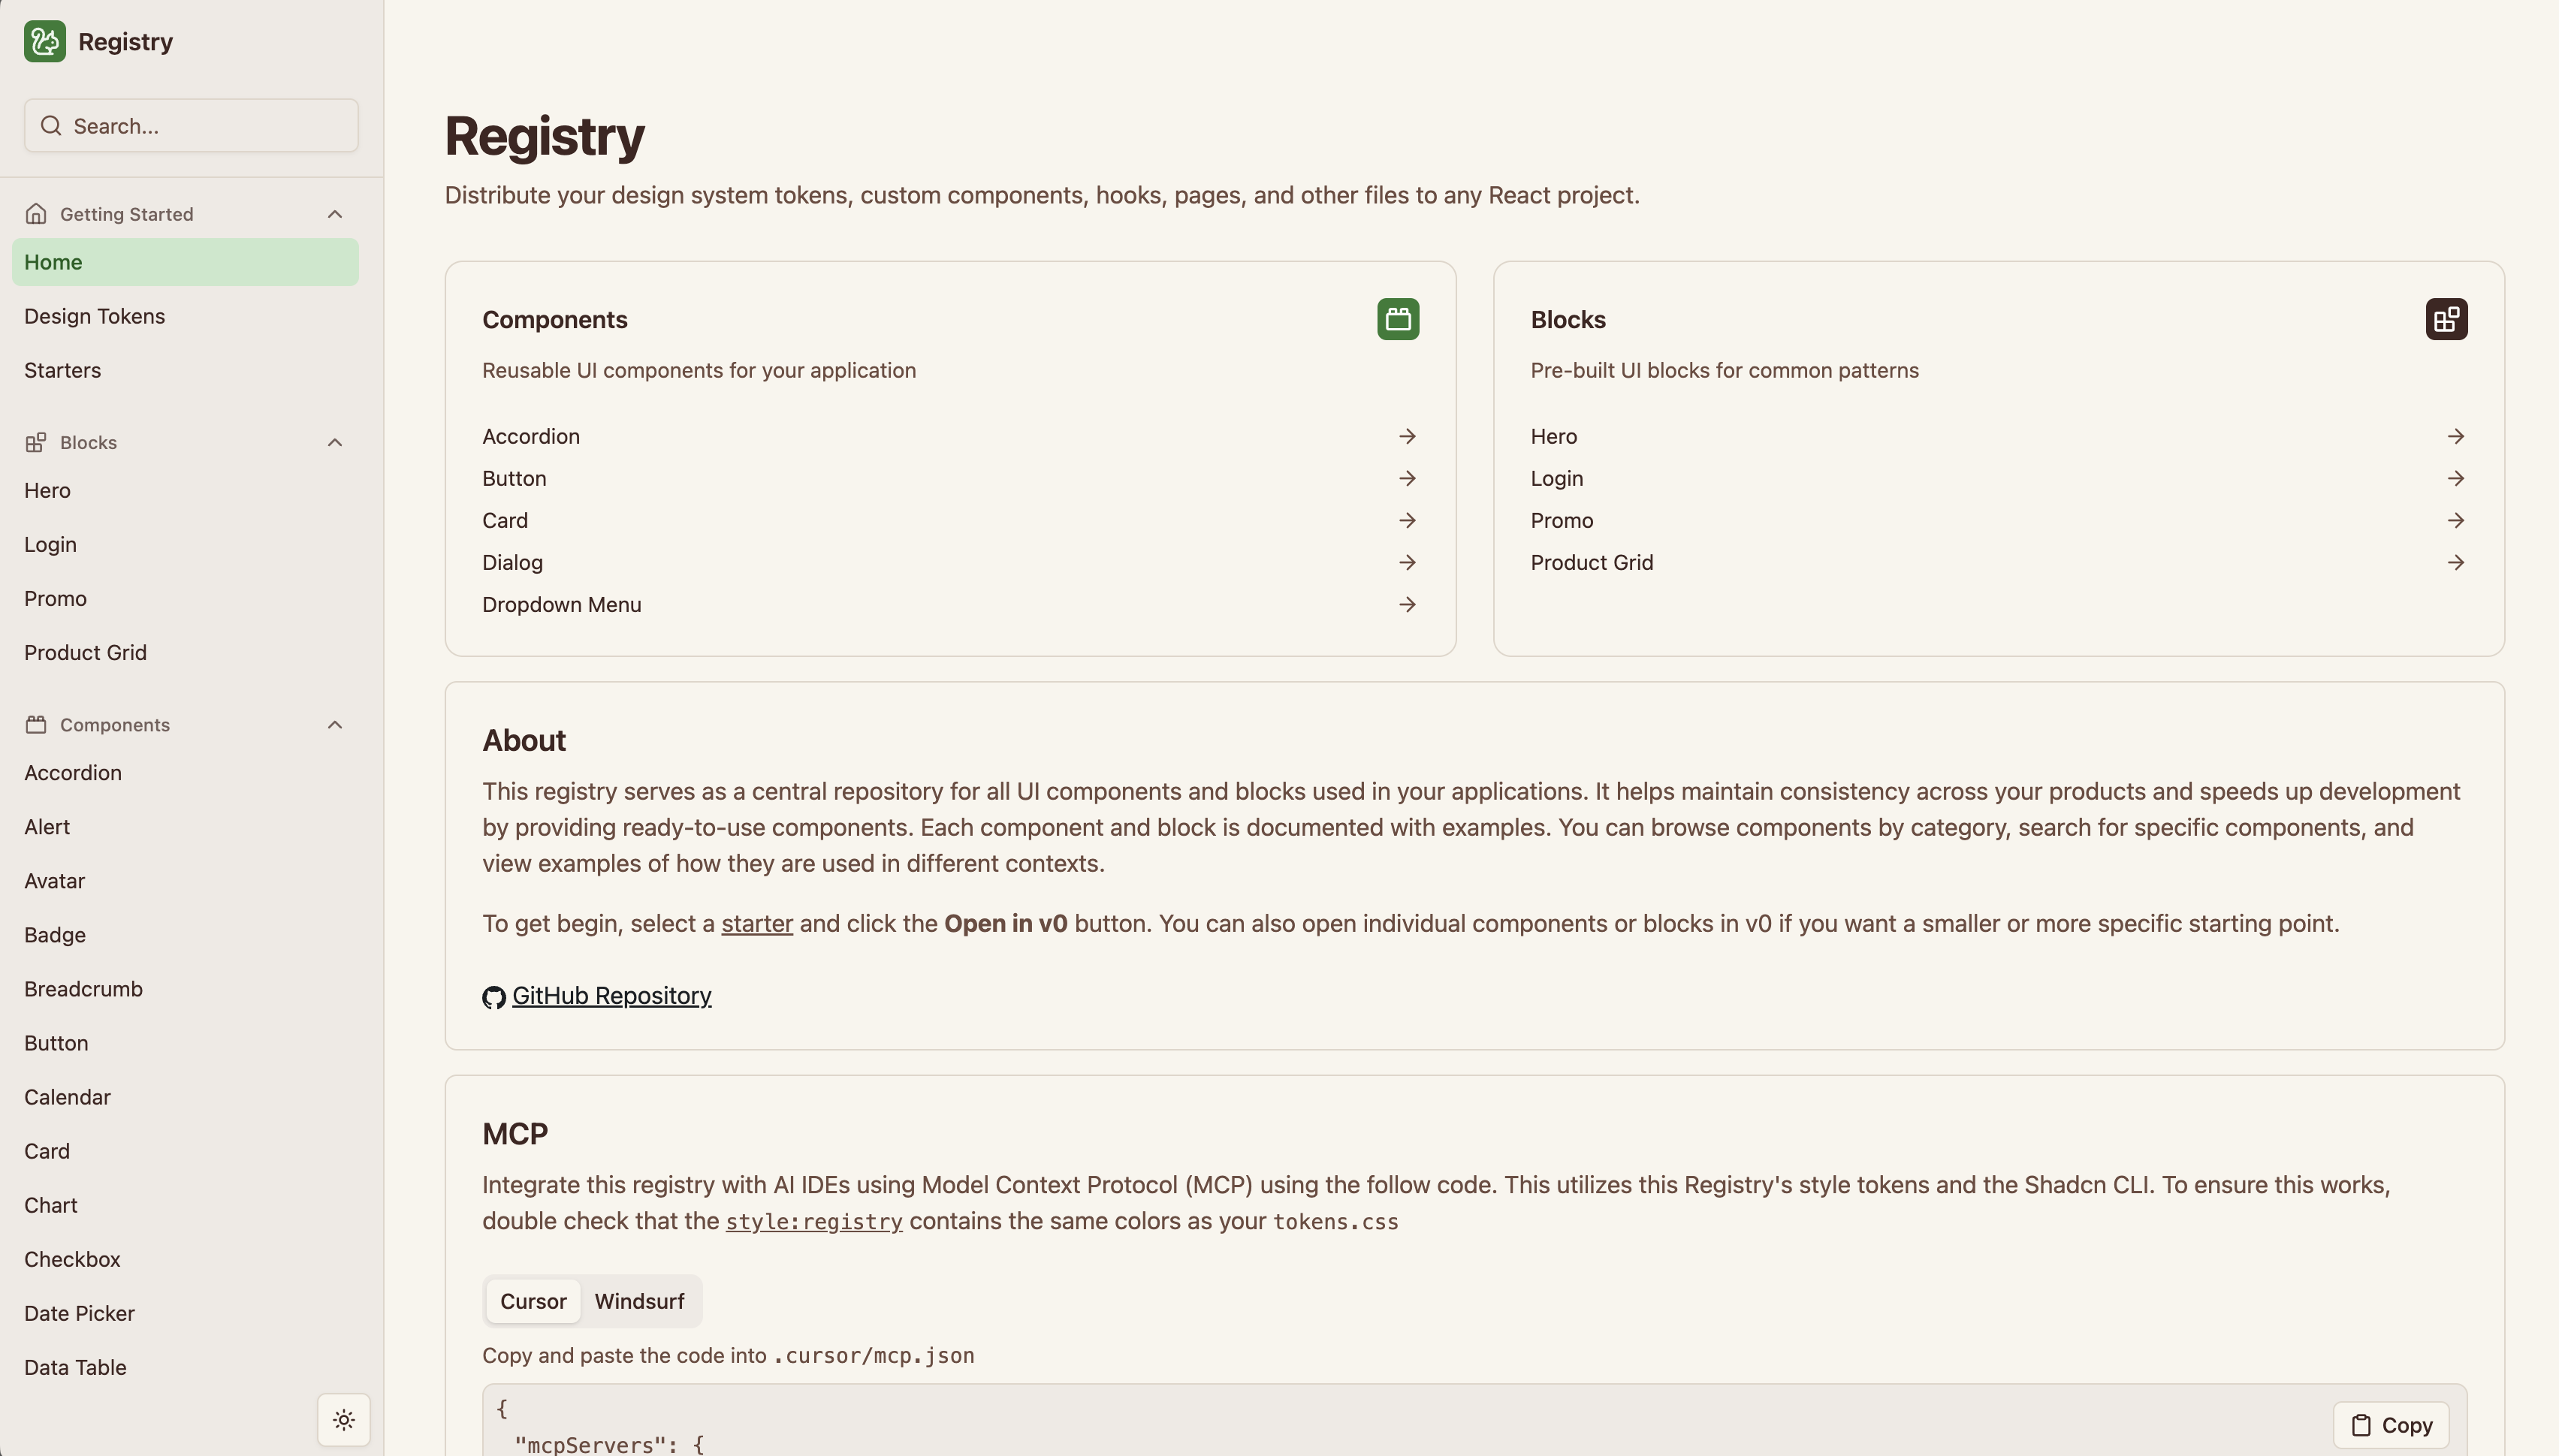 Registry
Search...
Getting Started
Home
Design Tokens
Starters
Blocks
Hero
Login
Promo
Product Grid
Components
Accordion
Alert
Avatar
Badge
Breadcrumb
Button
Calendar
Card
Chart
Checkbox
Date Picker
Data Table
Registry
Distribute your design system tokens, custom components, hooks, pages, and other files to any React project.
Components
Reusable UI components for your application
Accordion
Button
Card
Dialog
Dropdown Menu
Blocks
Pre-built UI blocks for common patterns
Hero
Login
Promo
Product Grid
About
This registry serves as a central repository for all UI components and blocks used in your applications. It helps maintain consistency across your products and speeds up development
by providing ready-to-use components. Each component and block is documented with examples. You can browse components by category, search for specific components, and
view examples of how they are used in different contexts.
To get begin, select a starter and click the Open in v0 button. You can also open individual components or blocks in v0 if you want a smaller or more specific starting point.
GitHub Repository
MCP
Integrate this registry with AI IDEs using Model Context Protocol (MCP) using the follow code. This utilizes this Registry's style tokens and the Shadcn CLI. To ensure this works,
double check that the style:registry contains the same colors as your tokens.css
Cursor Windsurf
Copy and paste the code into .cursor/mcp.json
{
Copy
"mcpServers": {